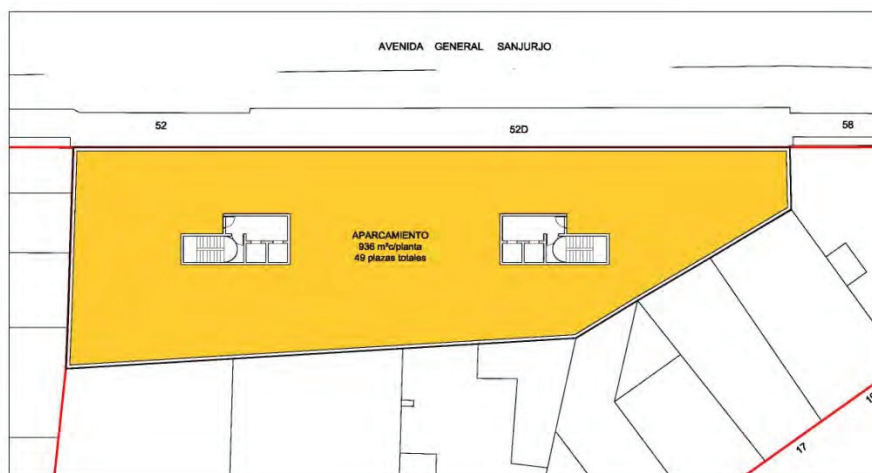 AVENIDA GENERAL SANJURJO
52
52D
58
APARCAMIENTO
936 m²c/planta
49 plazas totales
17